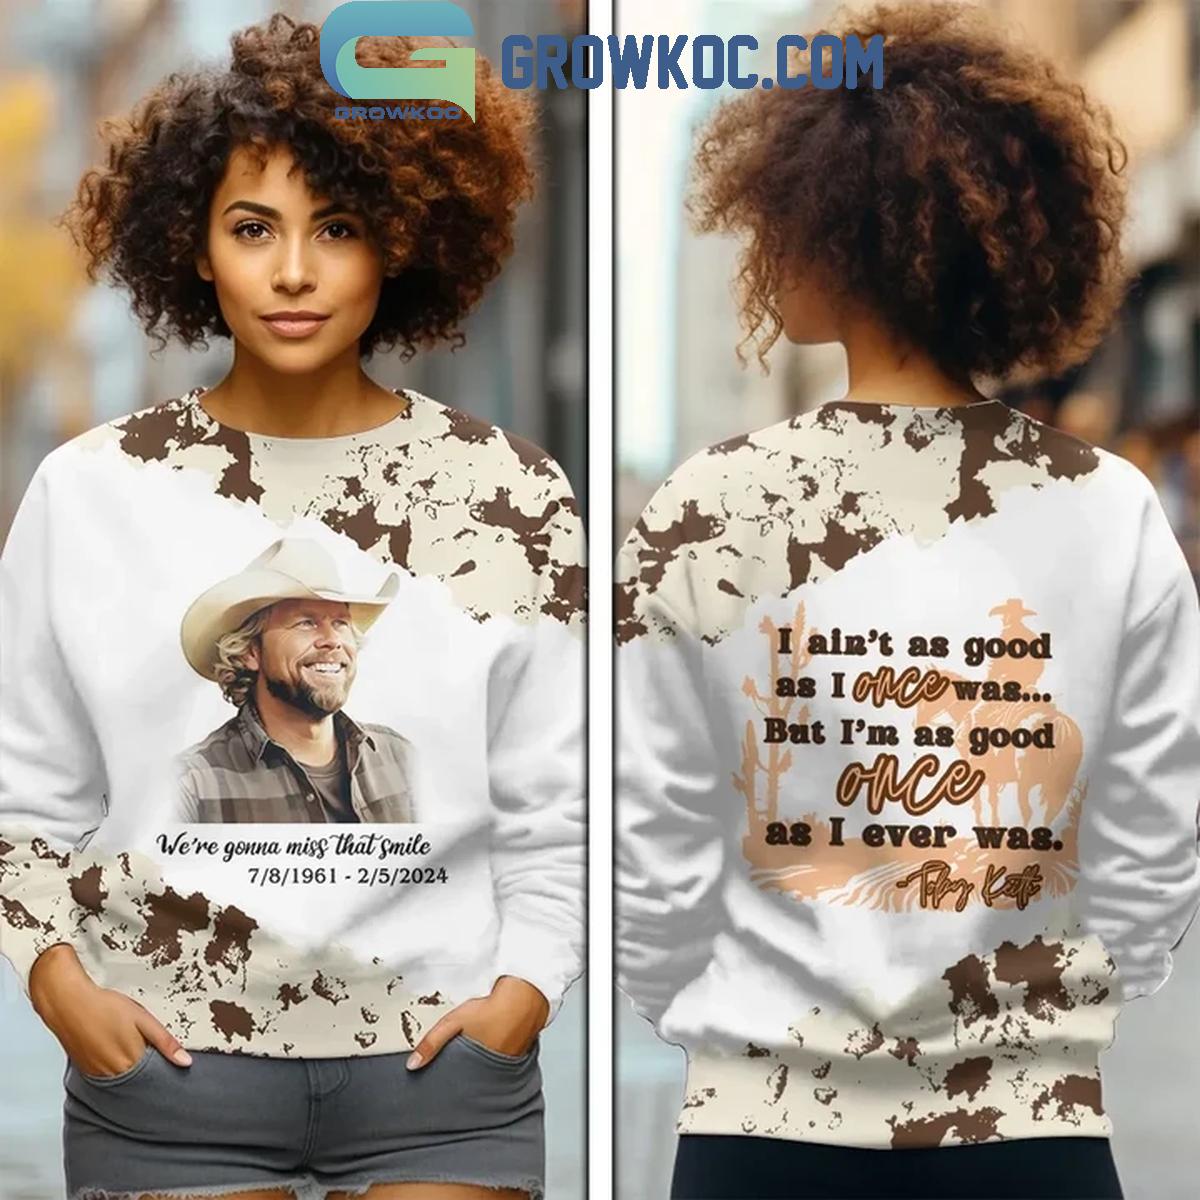 GROWKOC
GROWKOC.COM
We're gonna miss that smile
7/8/1961 - 2/5/2024
I ain't as good
as I once was...
But I'm as good
once
as I ever was.
-Toby Keith